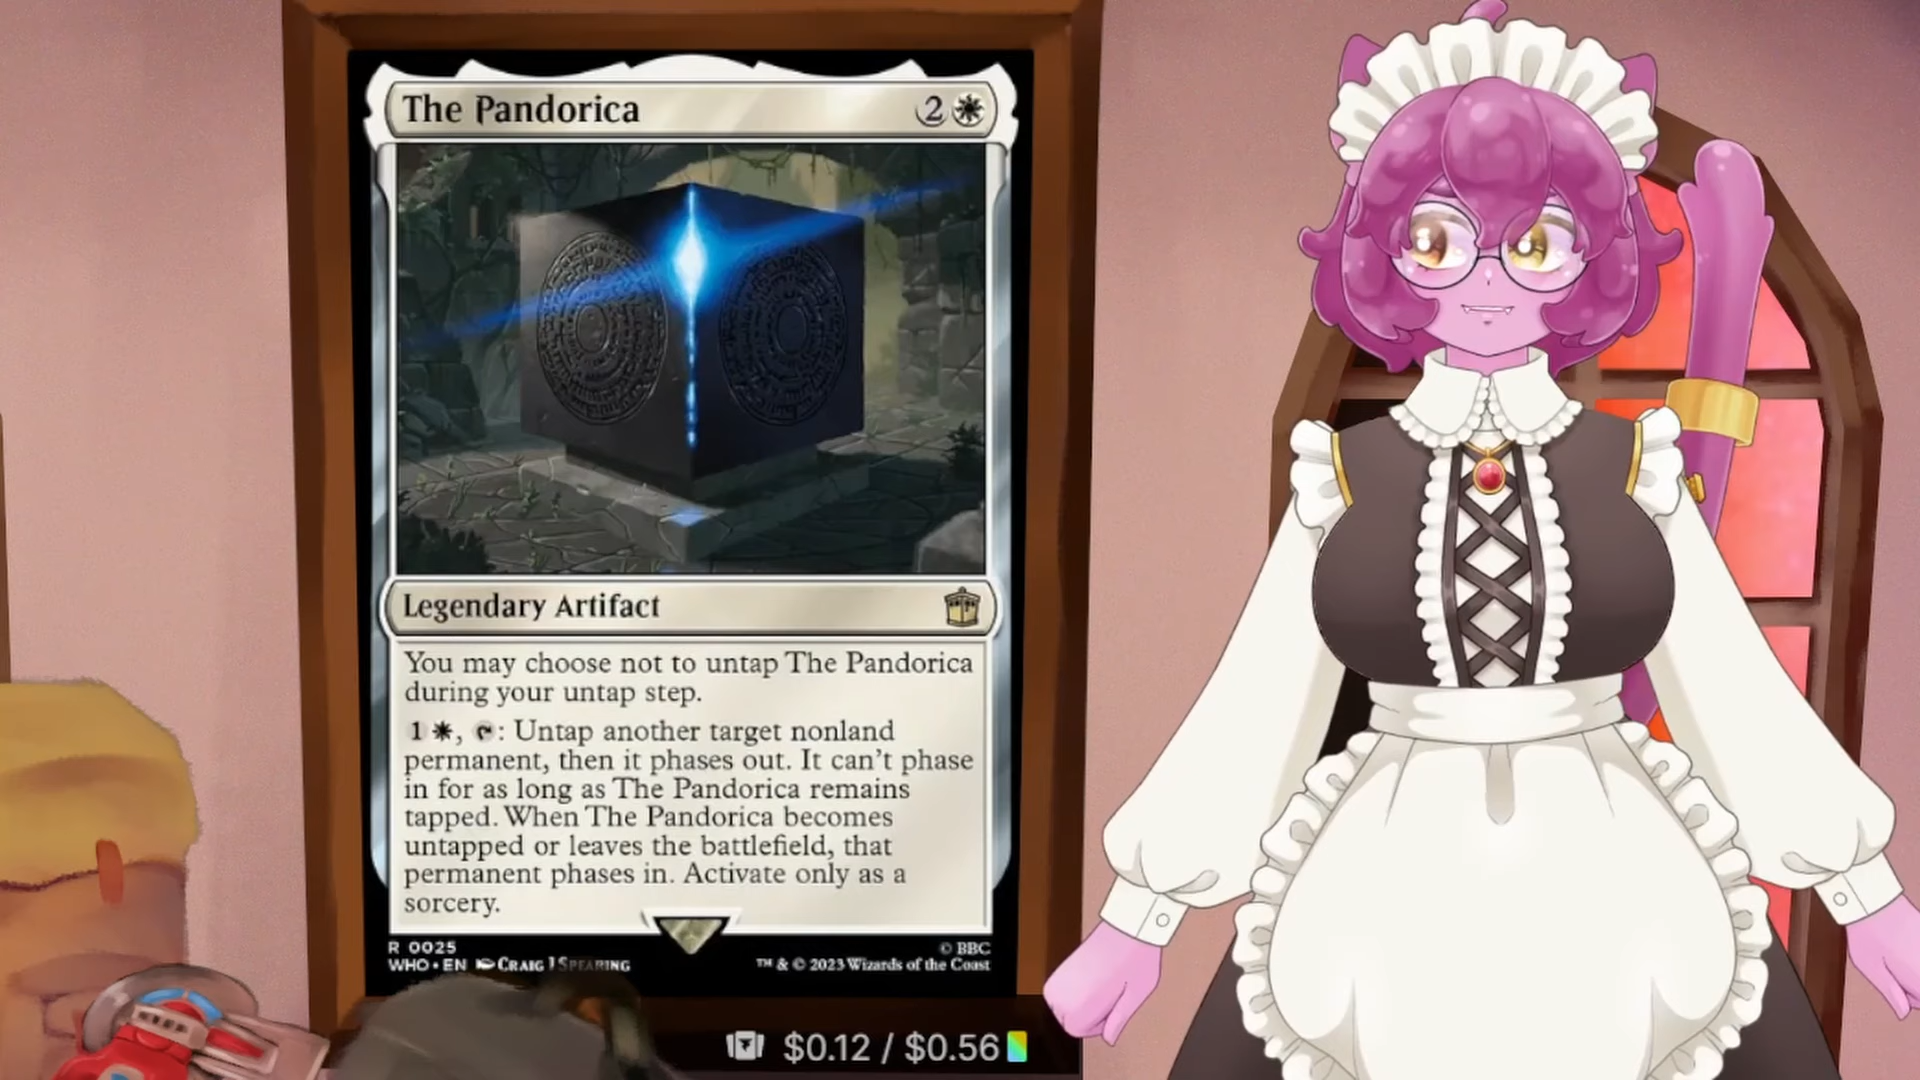 The Pandorica 2
Legendary Artifact
You may choose not to untap The Pandorica
during your untap step.
1 , : Untap another target nonland
permanent, then it phases out. It can't phase
in for as long as The Pandorica remains
tapped. When The Pandorica becomes
untapped or leaves the battlefield, that
permanent phases in. Activate only as a
sorcery.
R 0025 © BBC
WHO • EN Craig J Spearing ™ & © 2023 Wizards of the Coast
$0.12 / $0.56